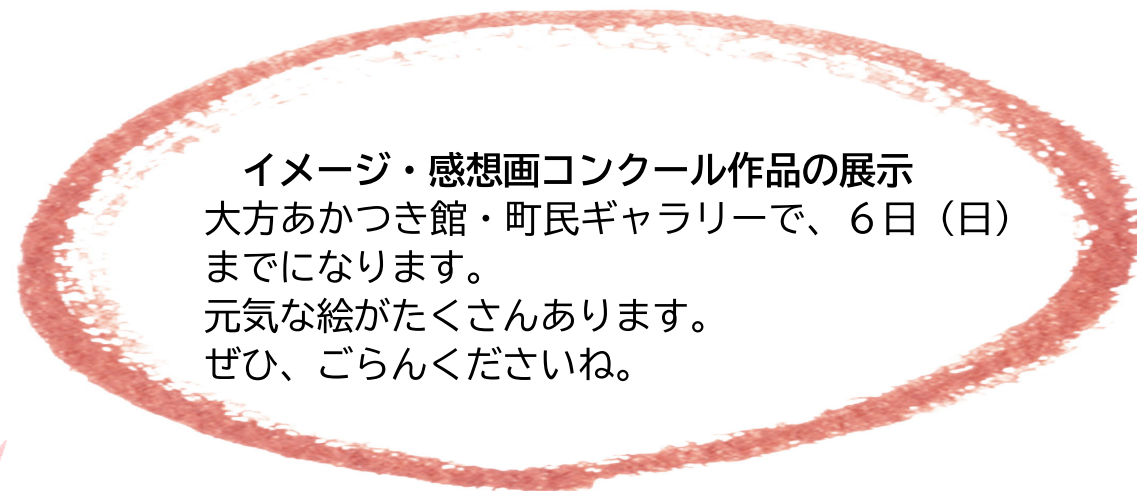 イメージ・感想画コンクール作品の展示
大方あかつき館・町民ギャラリーで、６日（日）
までになります。
元気な絵がたくさんあります。
ぜひ、ごらんくださいね。